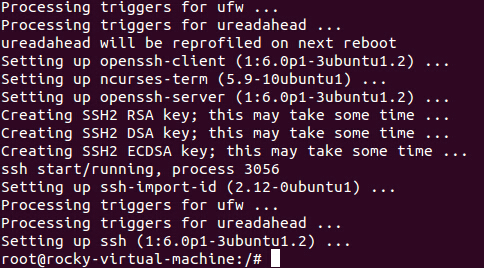 Processing triggers for ufw ...
Processing triggers for ureadahead ...
ureadahead will be reprofiled on next reboot
Setting up openssh-client (1:6.0p1-3ubuntu1.2) ...
Setting up ncurses-term (5.9-10ubuntu1) ...
Setting up openssh-server (1:6.0p1-3ubuntu1.2) ...
Creating SSH2 RSA key; this may take some time ...
Creating SSH2 DSA key; this may take some time ...
Creating SSH2 ECDSA key; this may take some time ...
ssh start/running, process 3056
Setting up ssh-import-id (2.12-0ubuntu1) ...
Processing triggers for ufw ...
Processing triggers for ureadahead ...
Setting up ssh (1:6.0p1-3ubuntu1.2) ...
root@rocky-virtual-machine:/#